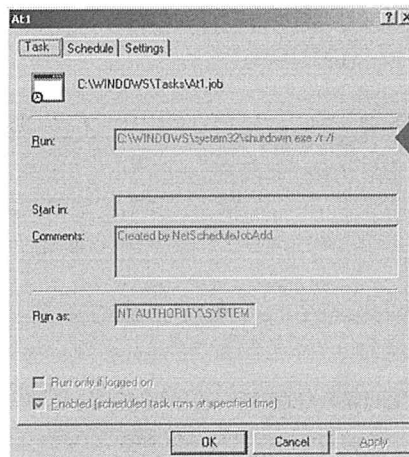 At1
Task Schedule Settings
C:\WINDOWS\Tasks\At1.job
Run: C:\WINDOWS\system32\shutdown.exe /r /f
Start in:
Comments: Created by NetScheduleJobAdd.
Run as: NT AUTHORITY\SYSTEM
Run only if logged on
Enabled (scheduled task runs at specified time)
OK Cancel Apply